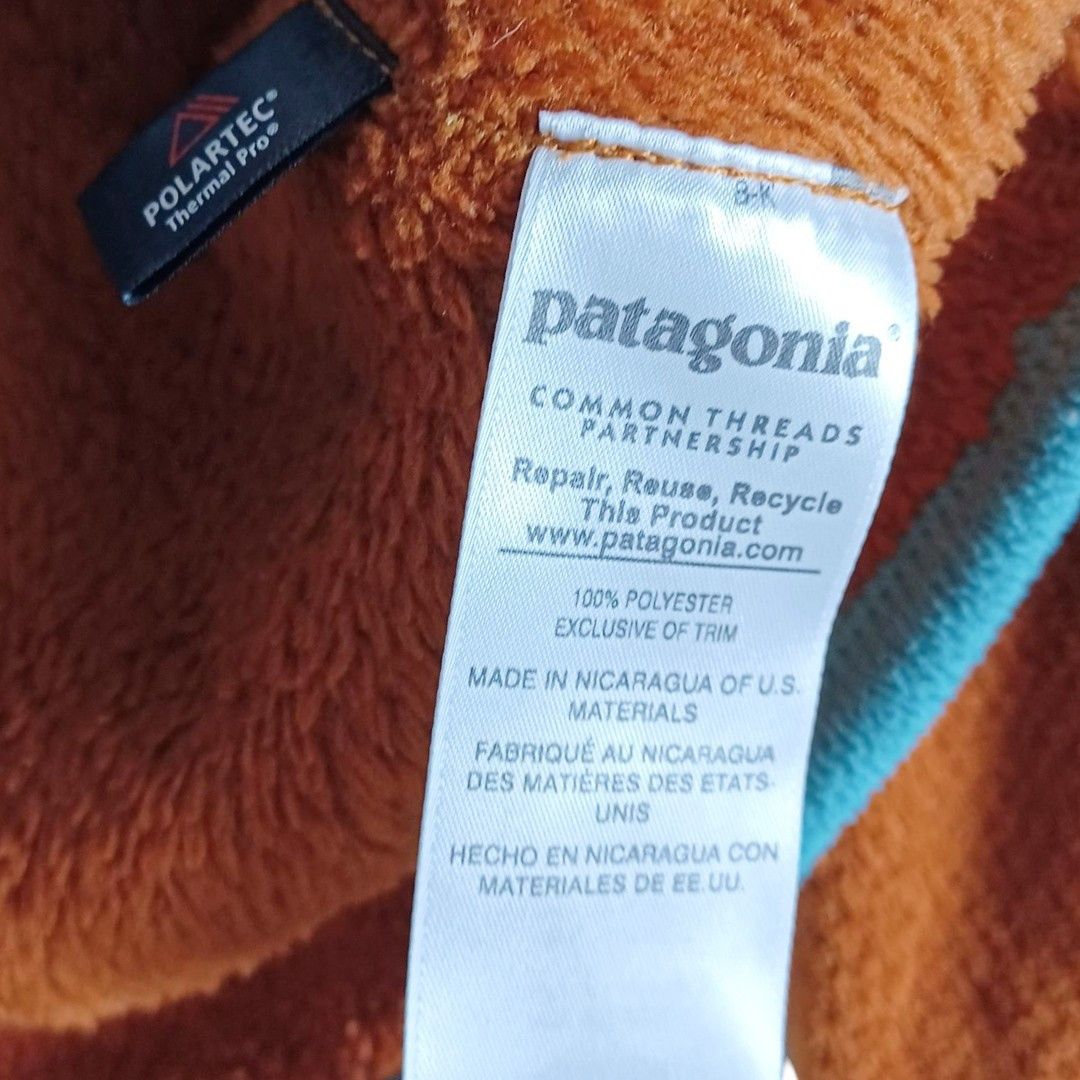 POLARTEC®
Thermal Pro®
8-K
patagonia®
COMMON THREADS
PARTNERSHIP
Repair, Reuse, Recycle
This Product
www.patagonia.com
100% POLYESTER
EXCLUSIVE OF TRIM
MADE IN NICARAGUA OF U.S.
MATERIALS
FABRIQUÉ AU NICARAGUA
DES MATIÈRES DES ETATS-
UNIS
HECHO EN NICARAGUA CON
MATERIALES DE EE.UU.